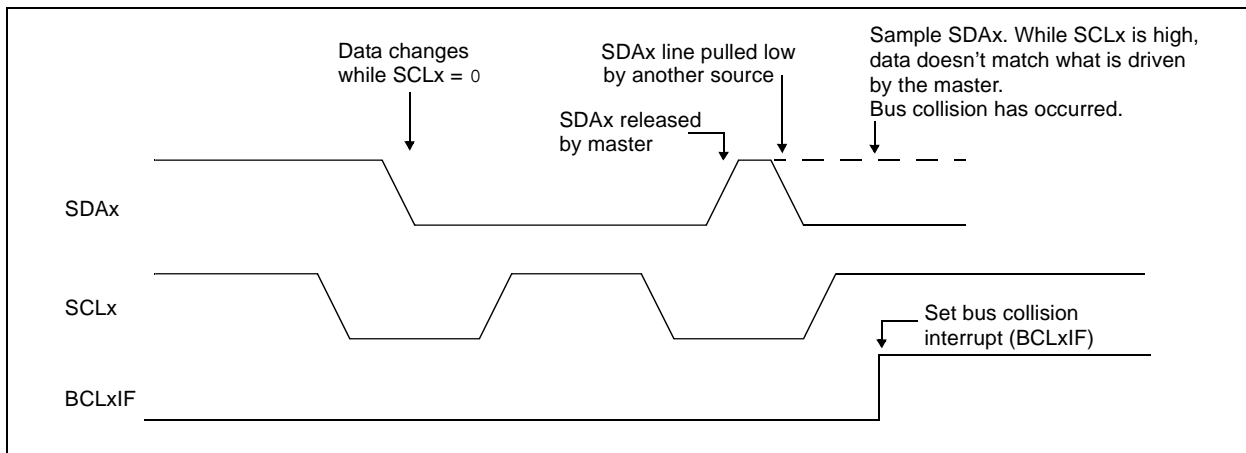 Data changes
while SCLx = 0
SDAx line pulled low
by another source
Sample SDAx. While SCLx is high,
data doesn't match what is driven
by the master.
Bus collision has occurred.
SDAx released
by master
SDAx
SCLx
Set bus collision
interrupt (BCLxIF)
BCLxIF